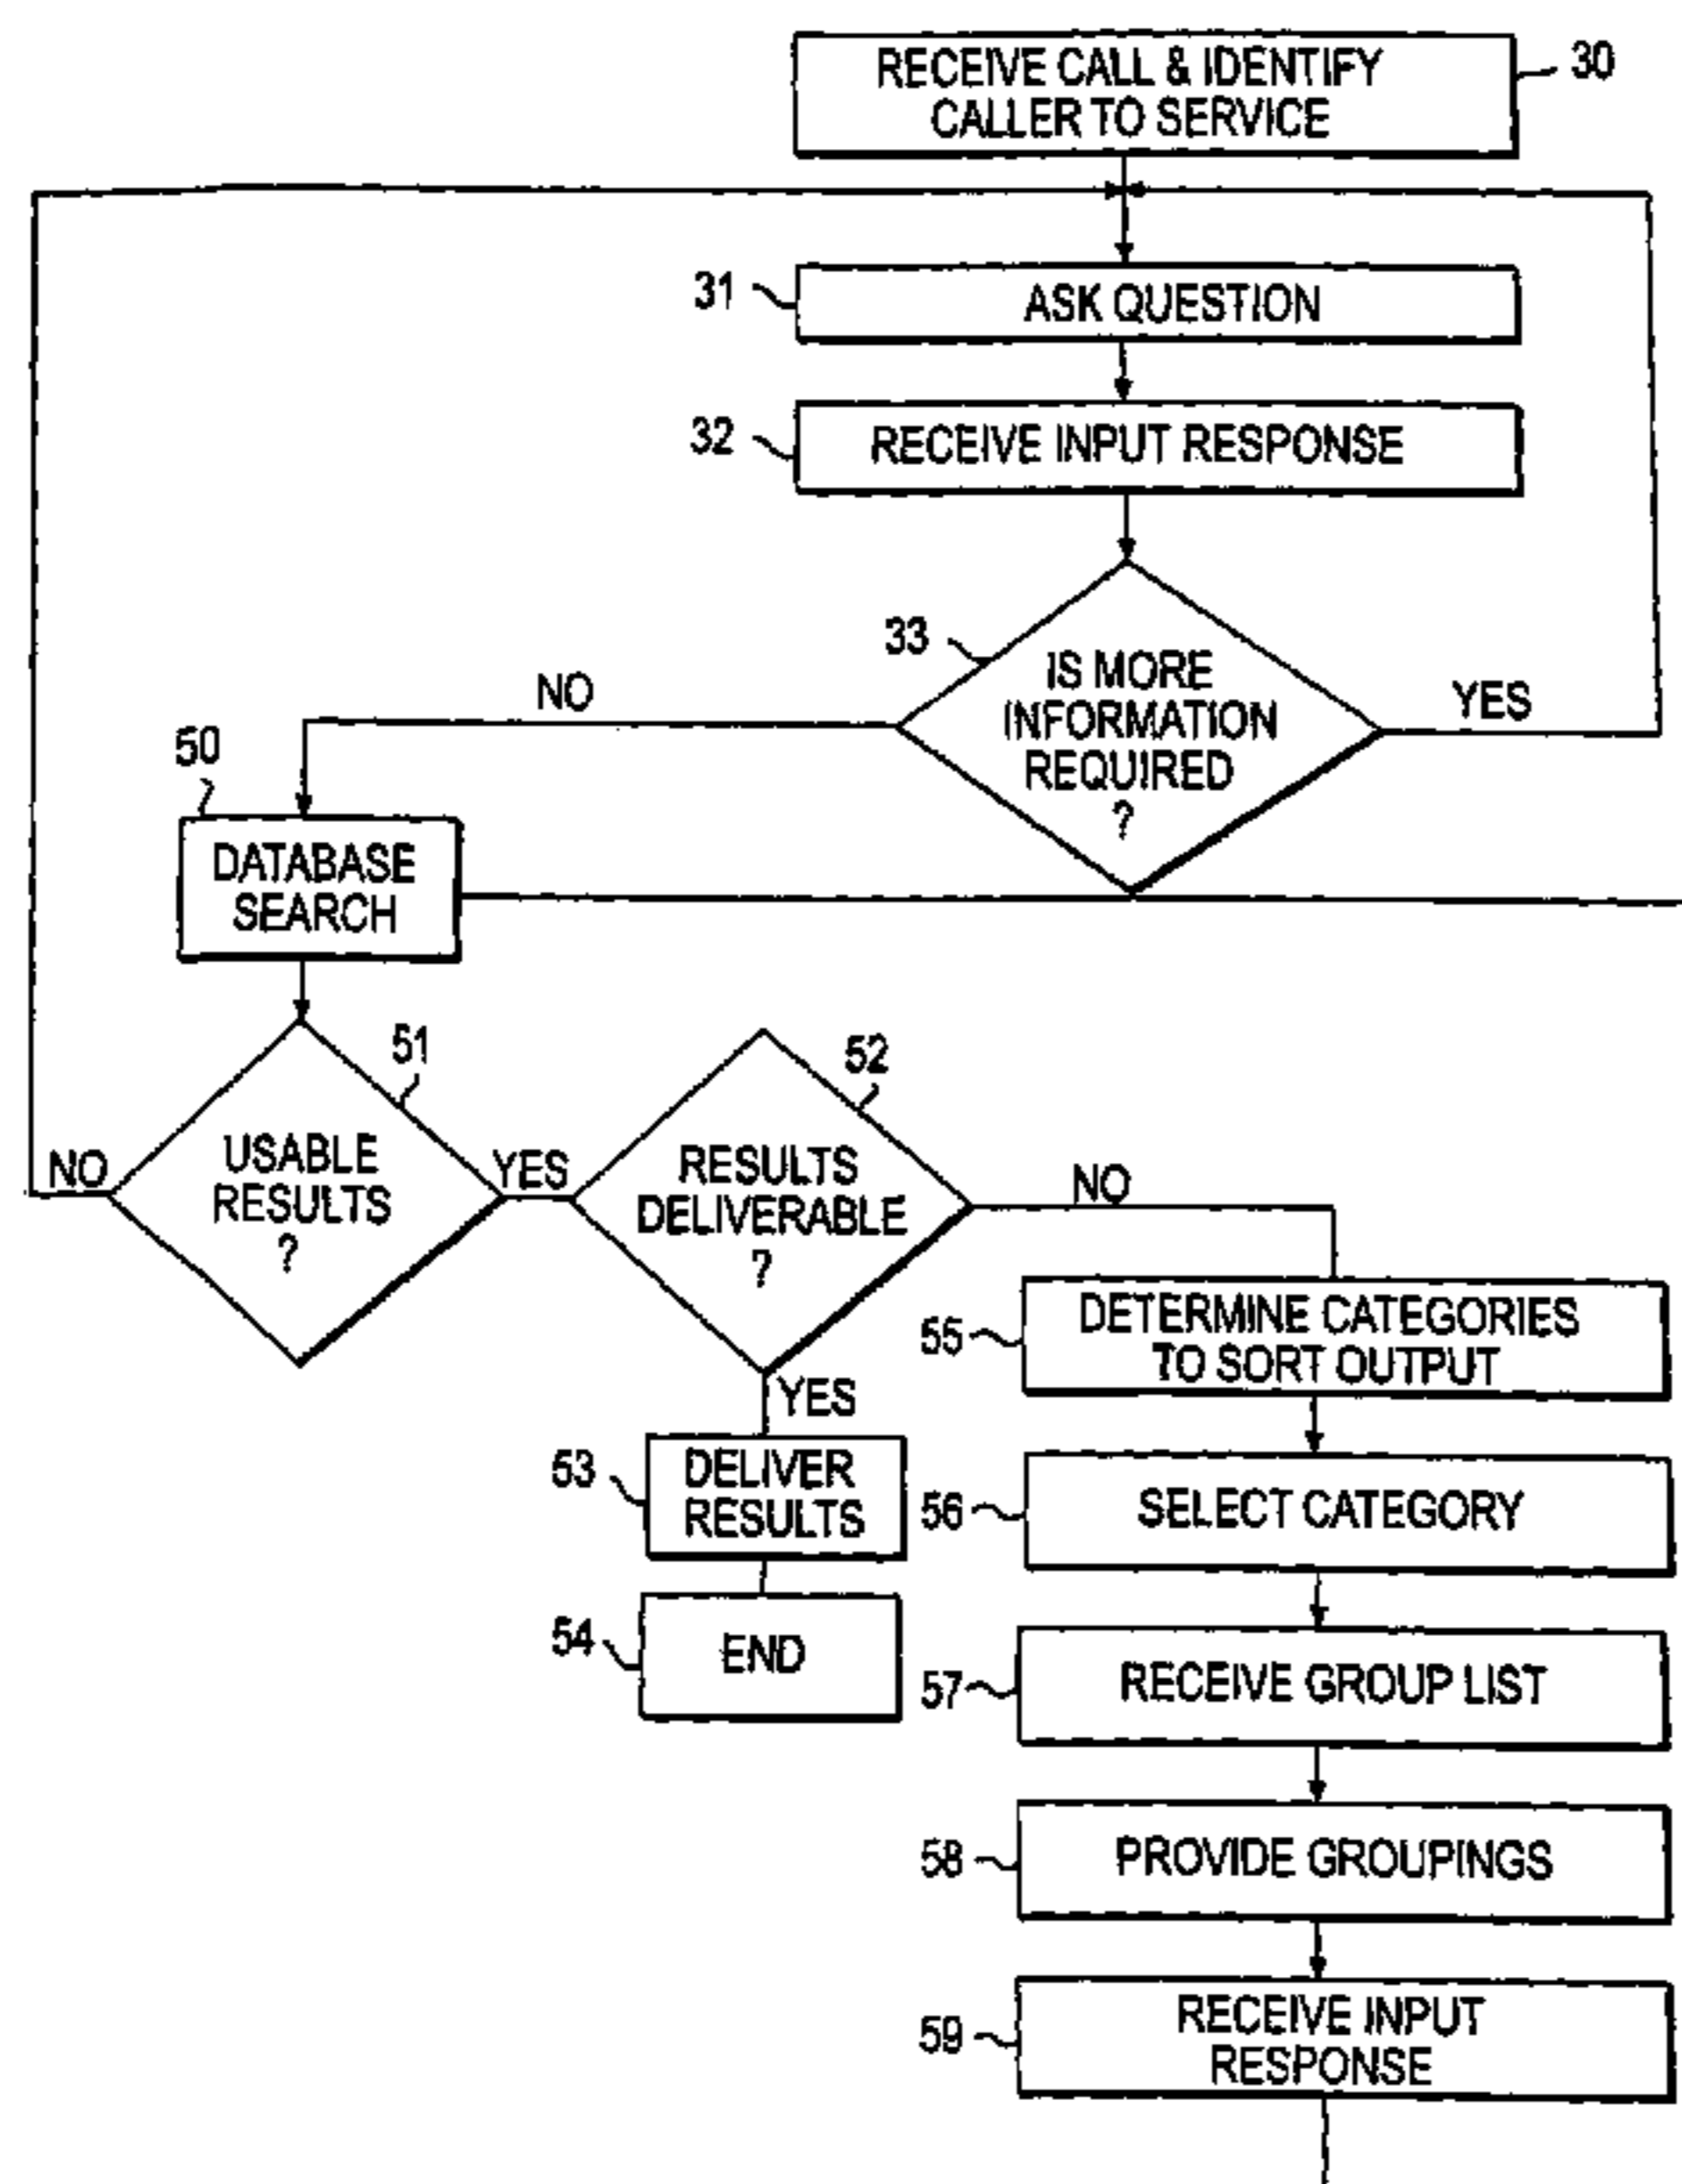 RECEIVE CALL & IDENTIFY
CALLER TO SERVICE
30
31
ASK QUESTION
32
RECEIVE INPUT RESPONSE
33
IS MORE
INFORMATION
REQUIRED
?
NO
YES
50
DATABASE
SEARCH
51
USABLE
RESULTS
?
NO
YES
52
RESULTS
DELIVERABLE
?
NO
YES
53
DELIVER
RESULTS
54
END
55
DETERMINE CATEGORIES
TO SORT OUTPUT
56
SELECT CATEGORY
57
RECEIVE GROUP LIST
58
PROVIDE GROUPINGS
59
RECEIVE INPUT
RESPONSE